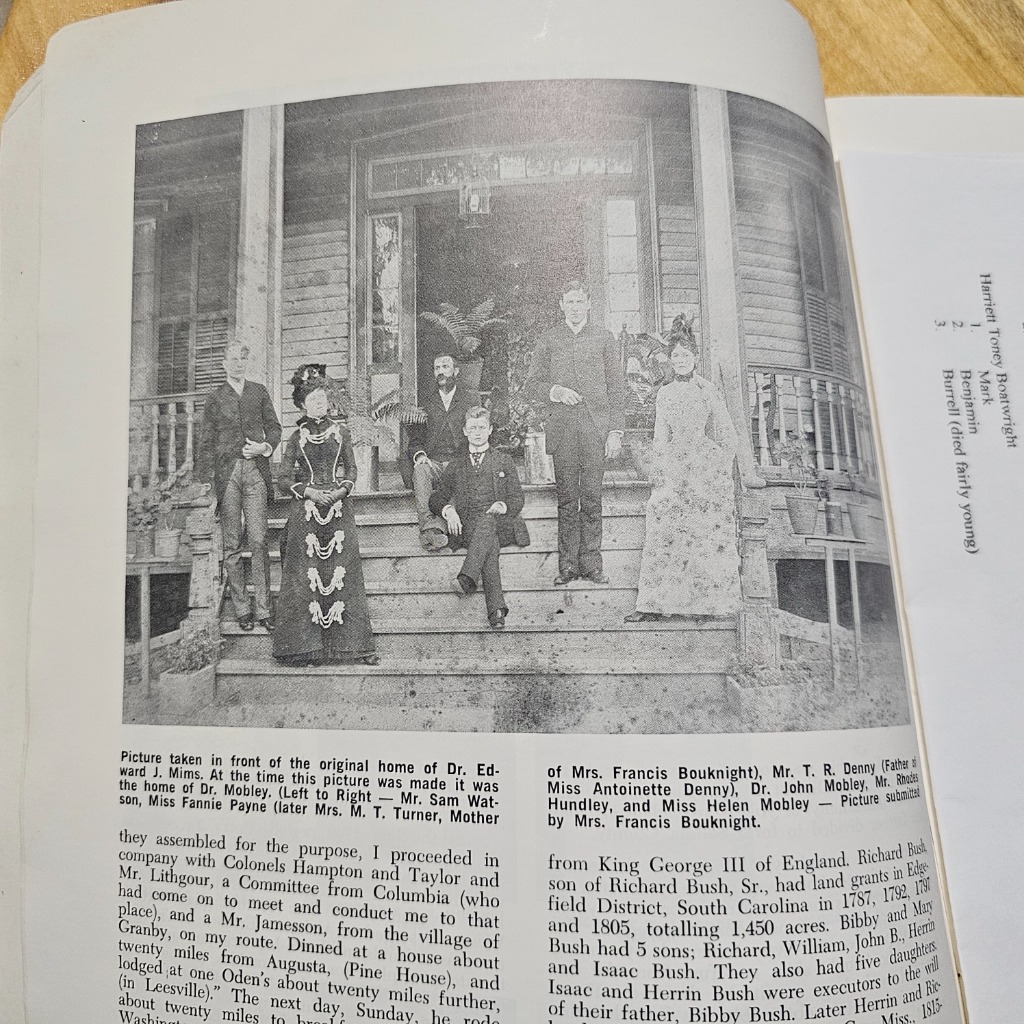 Picture taken in front of the original home of Dr. Ed-
ward J. Mims. At the time this picture was made it was
the home of Dr. Mobley. (Left to Right — Mr. Sam Wat-
son, Miss Fannie Payne (later Mrs. M. T. Turner, Mother
of Mrs. Francis Bouknight), Mr. T. R. Denny (Father of
Miss Antoinette Denny), Dr. John Mobley, Mr. Rhodes
Hundley, and Miss Helen Mobley — Picture submitted
by Mrs. Francis Bouknight.
they assembled for the purpose, I proceeded in
company with Colonels Hampton and Taylor and
Mr. Lithgour, a Committee from Columbia (who
had come on to meet and conduct me to that
place), and a Mr. Jamesson, from the village of
Granby, on my route. Dinned at a house about
twenty miles from Augusta, (Pine House), and
lodged at one Oden's about twenty miles further,
(in Leesville)." The next day, Sunday, he rode
about twenty miles to
from King George III of England. Richard Bush,
son of Richard Bush, Sr., had land grants in Edge-
field District, South Carolina in 1787, 1792, 1797
and 1805, totalling 1,450 acres. Bibby and Mary
Bush had 5 sons; Richard, William, John B., Herrin
and Isaac Bush. They also had five daughters.
Isaac and Herrin Bush were executors to the will
of their father, Bibby Bush. Later Herrin and Ric-
Miss., 1815-
Harriett Toney Boatwright
1. Mark
2. Benjamin
3. Burrell (died fairly young)